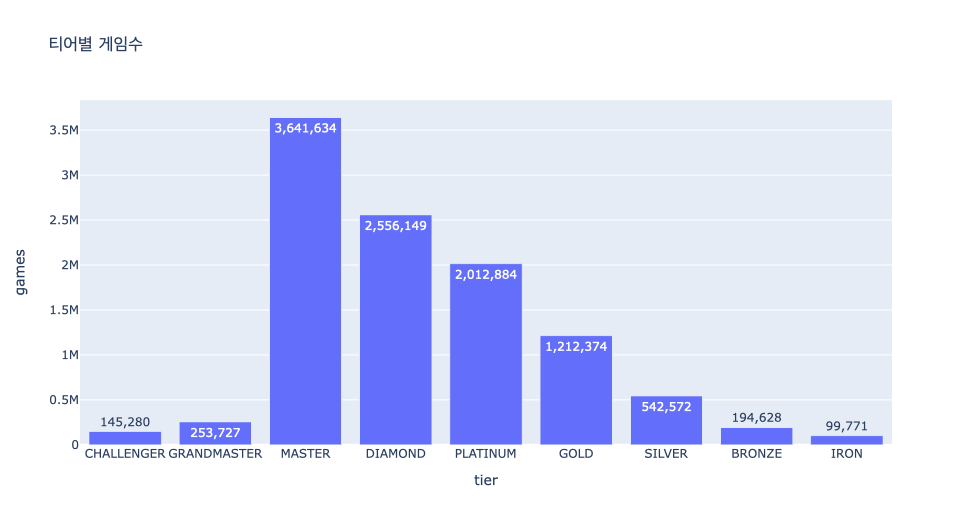 티어별 게임수
games
3.5M
3M
2.5M
2M
1.5M
1M
0.5M
0
145,280
253,727
3,641,634
2,556,149
2,012,884
1,212,374
542,572
194,628
99,771
CHALLENGER GRANDMASTER MASTER DIAMOND PLATINUM GOLD SILVER BRONZE IRON
tier